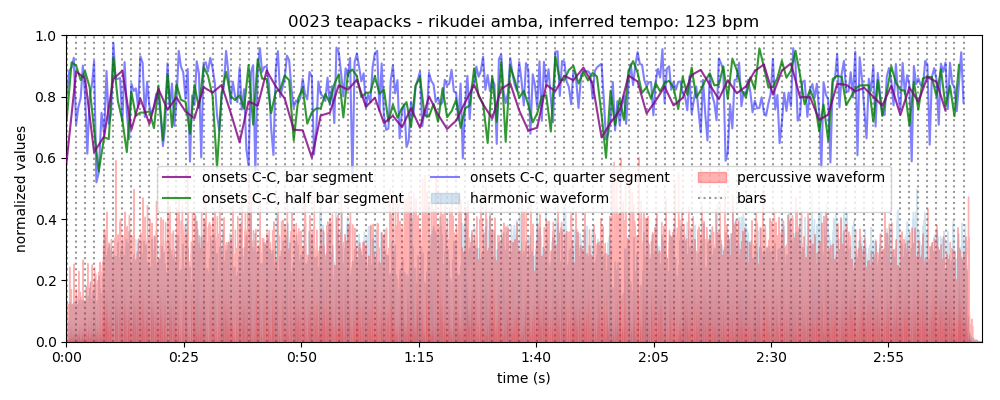 0023 teapacks - rikudei amba, inferred tempo: 123 bpm
1.0
0.8
0.6
0.4
0.2
0.0
normalized values
onsets C-C, bar segment
onsets C-C, half bar segment
onsets C-C, quarter segment
harmonic waveform
percussive waveform
bars
0:00 0:25 0:50 1:15 1:40 2:05 2:30 2:55
time (s)